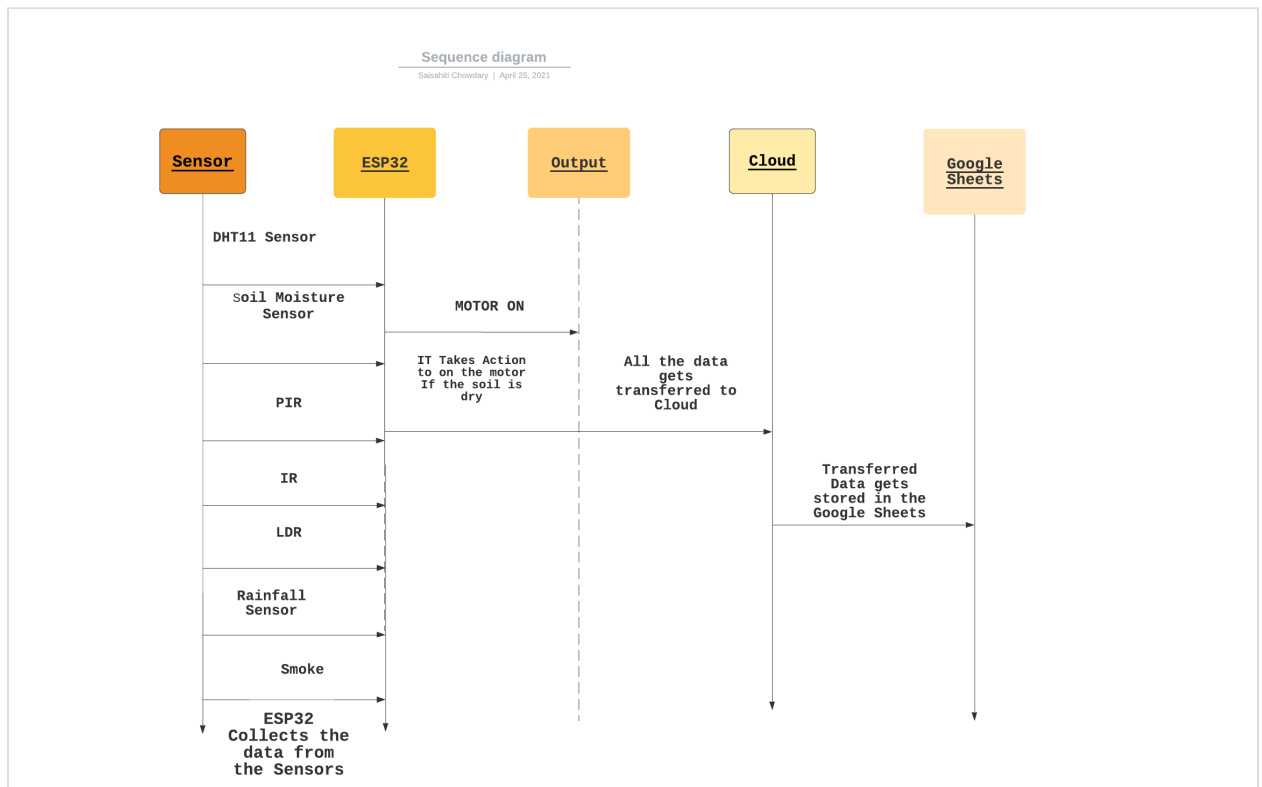 Sequence diagram
Saisahiti Chowdary | April 25, 2021
Sensor
ESP32
Output
Cloud
Google
Sheets
DHT11 Sensor
Soil Moisture
Sensor
MOTOR ON
IT Takes Action
to on the motor
If the soil is
dry
All the data
gets
transferred to
Cloud
PIR
IR
Transferred
Data gets
stored in the
Google Sheets
LDR
Rainfall
Sensor
Smoke
ESP32
Collects the
data from
the Sensors